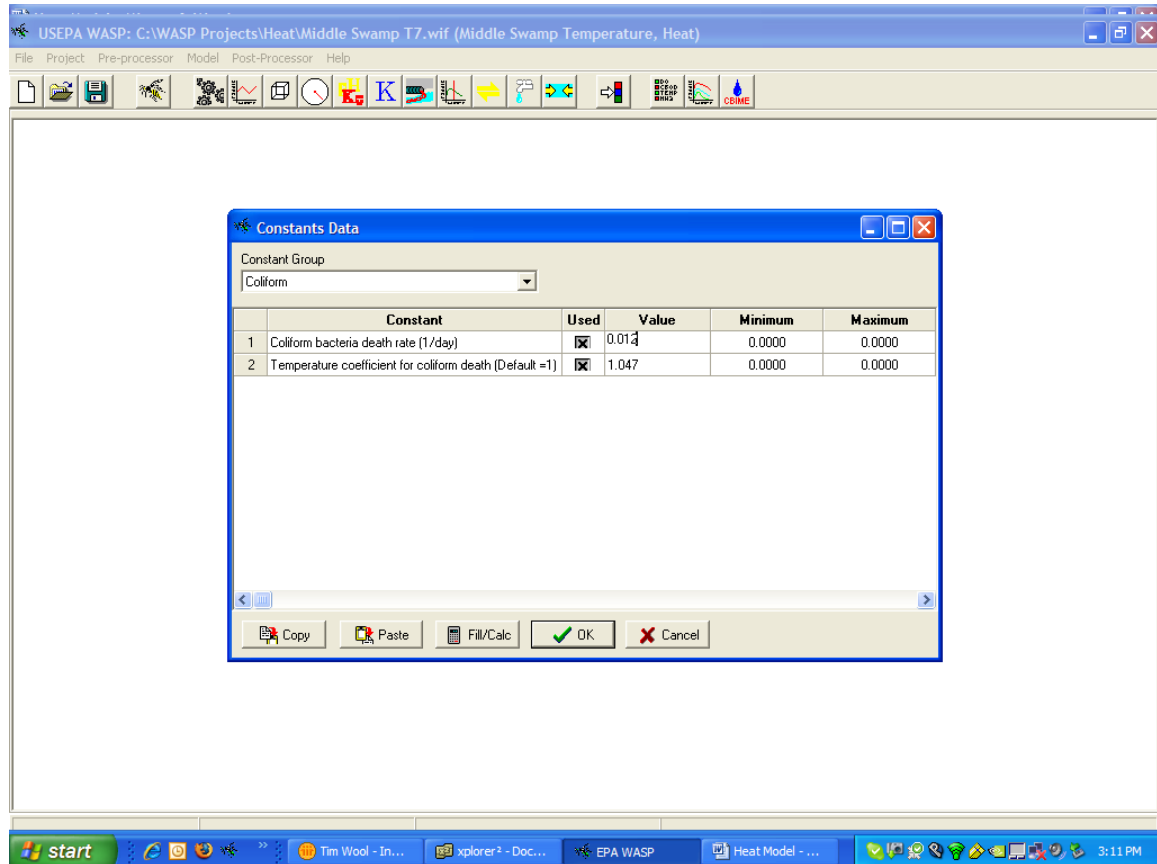 USEPA WASP: C:\WASP Projects\Heat\Middle Swamp T7.wif (Middle Swamp Temperature, Heat)
File Project Pre-processor Model Post-Processor Help
K K
CBIME
Constants Data
Constant Group
Coliform
Constant Used Value Minimum Maximum
1 Coliform bacteria death rate (1/day) 0.012 0.0000 0.0000
2 Temperature coefficient for coliform death (Default =1) 1.047 0.0000 0.0000
Copy Paste Fill/Calc OK Cancel
start Tim Wool - In... xplorer² - Doc... EPA WASP Heat Model - ... 3:11 PM